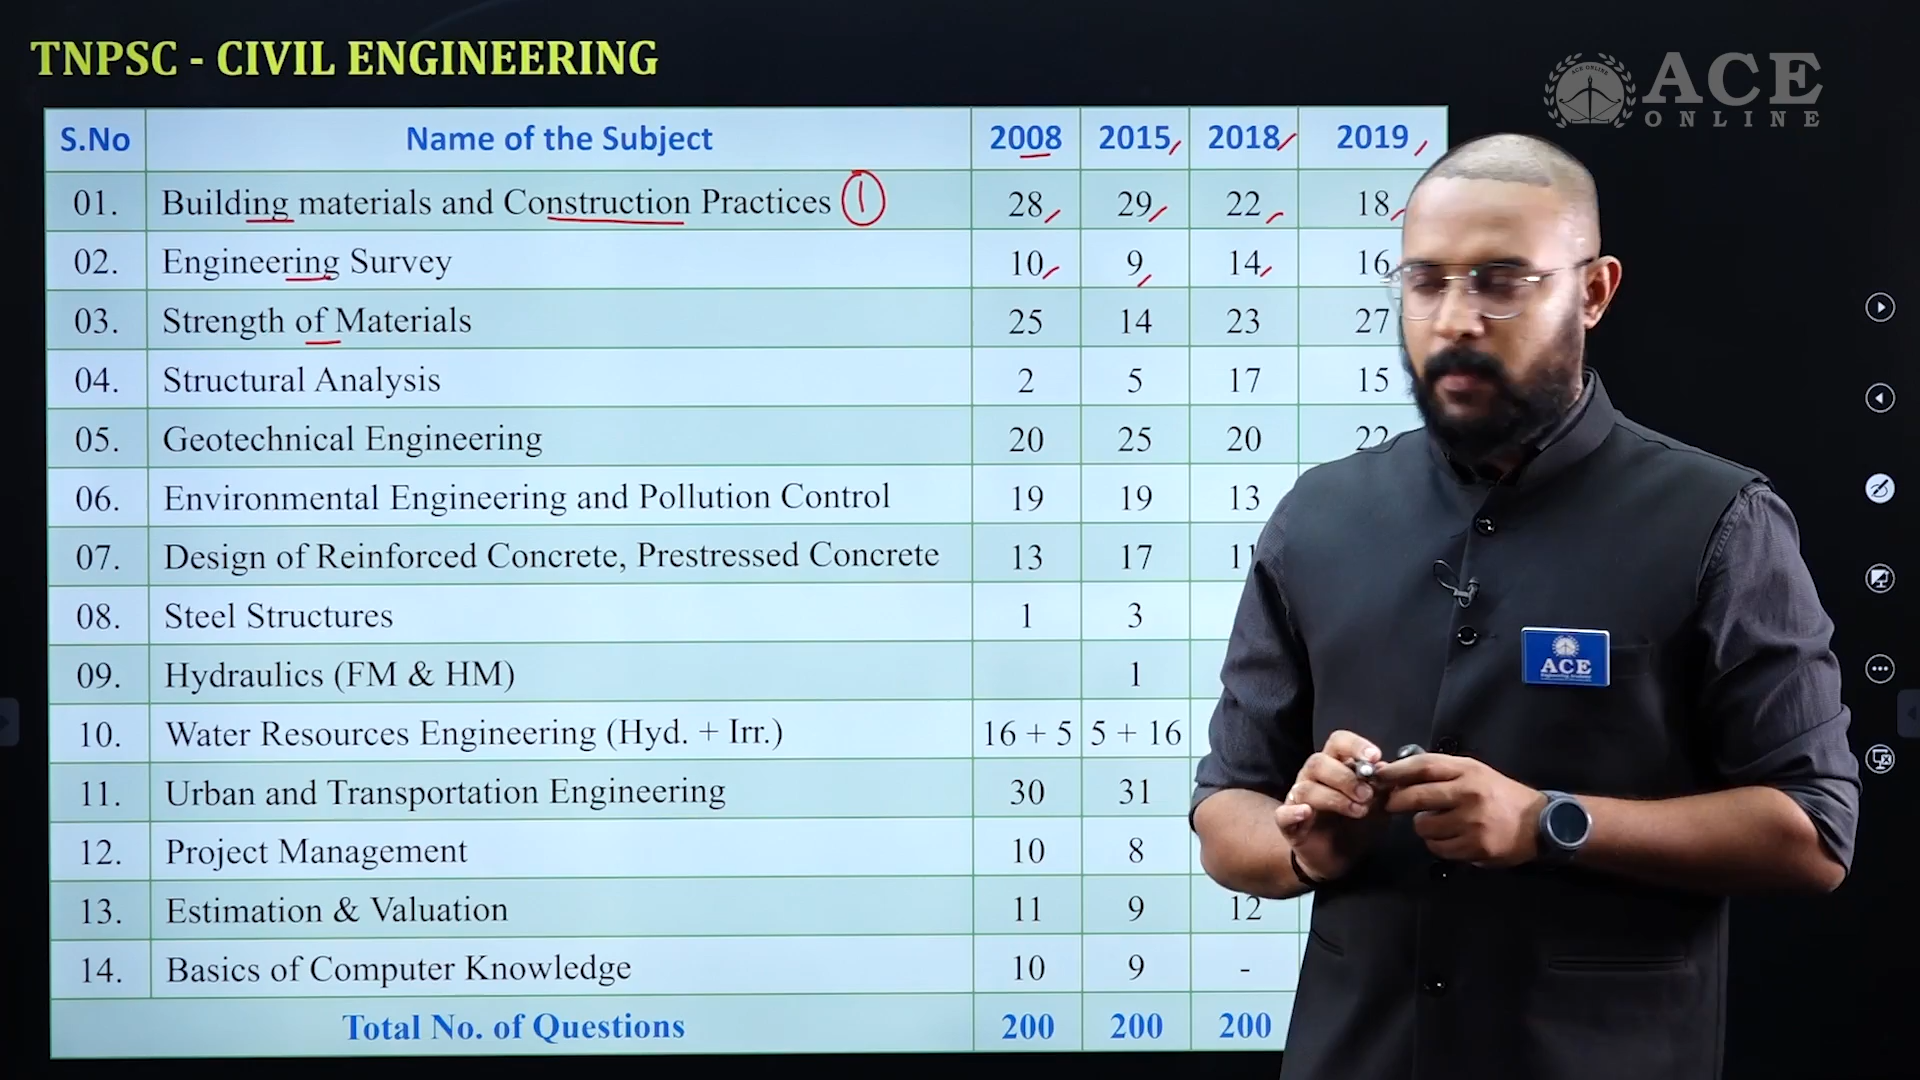 TNPSC - CIVIL ENGINEERING
ACE
ONLINE
S.No Name of the Subject 2008 2015 2018 2019
01. Building materials and Construction Practices 1 28 29 22 18
02. Engineering Survey 10 9 14 16
03. Strength of Materials 25 14 23 27
04. Structural Analysis 2 5 17 15
05. Geotechnical Engineering 20 25 20 22
06. Environmental Engineering and Pollution Control 19 19 13
07. Design of Reinforced Concrete, Prestressed Concrete 13 17 11
08. Steel Structures 1 3
09. Hydraulics (FM & HM) 1
10. Water Resources Engineering (Hyd. + Irr.) 16 + 5 5 + 16
11. Urban and Transportation Engineering 30 31
12. Project Management 10 8
13. Estimation & Valuation 11 9 12
14. Basics of Computer Knowledge 10 9 -
Total No. of Questions 200 200 200
ACE